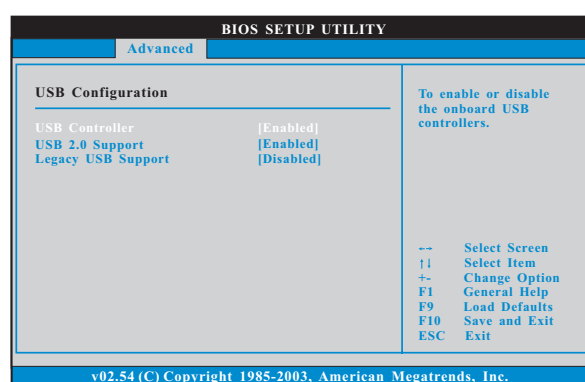 BIOS SETUP UTILITY
Advanced
USB Configuration
USB Controller [Enabled]
USB 2.0 Support [Enabled]
Legacy USB Support [Disabled]
To enable or disable
the onboard USB
controllers.
←→ Select Screen
↑↓ Select Item
+- Change Option
F1 General Help
F9 Load Defaults
F10 Save and Exit
ESC Exit
v02.54 (C) Copyright 1985-2003, American Megatrends, Inc.